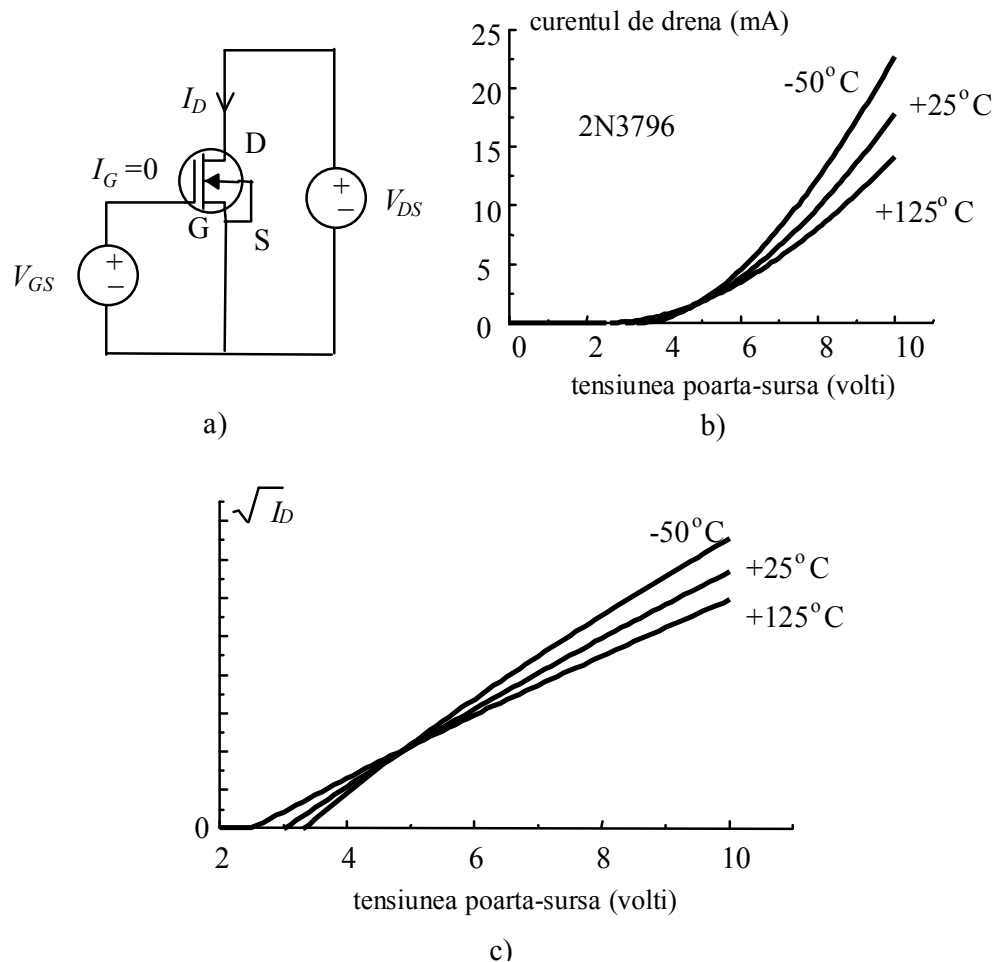 I_D
D
I_G =0
G
S
+
−
V_GS
+
−
V_DS
a)
curentul de drena (mA)
25
20
15
10
5
0
-50°C
+25°C
2N3796
+125°C
0 2 4 6 8 10
tensiunea poarta-sursa (volti)
b)
√I_D
-50°C
+25°C
+125°C
0
2 4 6 8 10
tensiunea poarta-sursa (volti)
c)